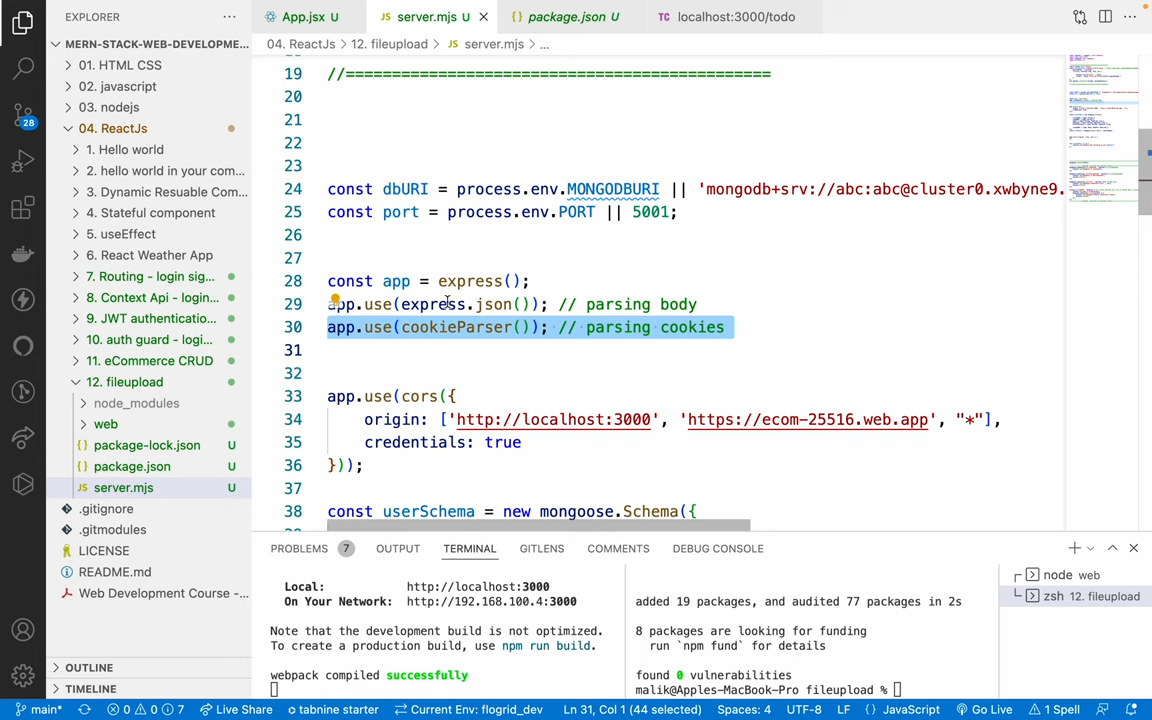 EXPLORER
App.jsx U
server.mjs U
package.json U
TC localhost:3000/todo
MERN-STACK-WEB-DEVELOPME...
04. ReactJs > 12. fileupload > JS server.mjs > ...
01. HTML CSS
02. javascript
03. nodejs
04. ReactJs
1. Hello world
2. hello world in your com...
3. Dynamic Resuable Com...
4. Stateful component
5. useEffect
6. React Weather App
7. Routing - login sig...
8. Context Api - login...
9. JWT authenticatio...
10. auth guard - logi...
11. eCommerce CRUD
12. fileupload
node_modules
web
package-lock.json U
package.json U
JS server.mjs U
.gitignore
.gitmodules
LICENSE
README.md
Web Development Course -...
OUTLINE
TIMELINE
28
19 //==============================================
20
21
22
23
24 const dbURI = process.env.MONGODBURI || 'mongodb+srv://abc:abc@cluster0.xwbyne9.
25 const port = process.env.PORT || 5001;
26
27
28 const app = express();
29 app.use(express.json()); // parsing body
30 app.use(cookieParser()); // parsing cookies
31
32
33 app.use(cors({
34 origin: ['http://localhost:3000', 'https://ecom-25516.web.app', "*"],
35 credentials: true
36 }));
37
38 const userSchema = new mongoose.Schema({
PROBLEMS 7 OUTPUT TERMINAL GITLENS COMMENTS DEBUG CONSOLE
Local: http://localhost:3000
On Your Network: http://192.168.100.4:3000
Note that the development build is not optimized.
To create a production build, use npm run build.
webpack compiled successfully
added 19 packages, and audited 77 packages in 2s
8 packages are looking for funding
run `npm fund` for details
found 0 vulnerabilities
malik@Apples-MacBook-Pro fileupload %
node web
zsh 12. fileupload
main* 0 0 7 Live Share tabnine starter Current Env: flogrid_dev Ln 31, Col 1 (44 selected) Spaces: 4 UTF-8 LF {} JavaScript Go Live 1 Spell